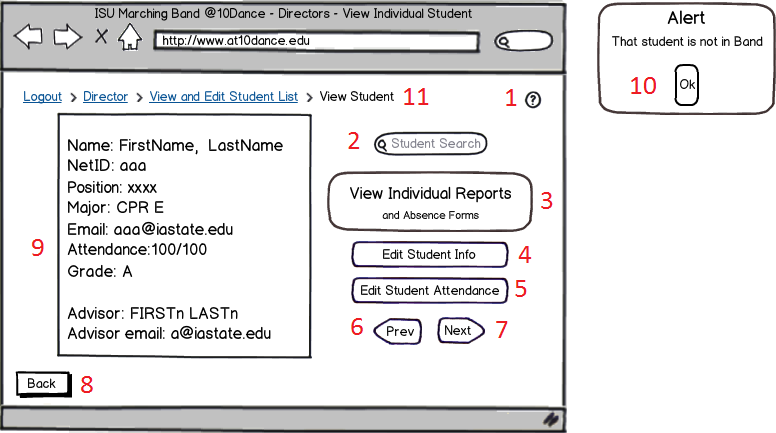 ISU Marching Band @10Dance - Directors - View Individual Student
http://www.at10dance.edu
Logout > Director > View and Edit Student List > View Student 11
1 ?
2 Student Search
Name: FirstName, LastName
NetID: aaa
Position: xxxx
Major: CPR E
Email: aaa@iastate.edu
Attendance:100/100
Grade: A
Advisor: FIRSTn LASTn
Advisor email: a@iastate.edu
9
View Individual Reports
and Absence Forms
3
Edit Student Info 4
Edit Student Attendance 5
6 Prev Next 7
Back 8
Alert
That student is not in Band
10 Ok